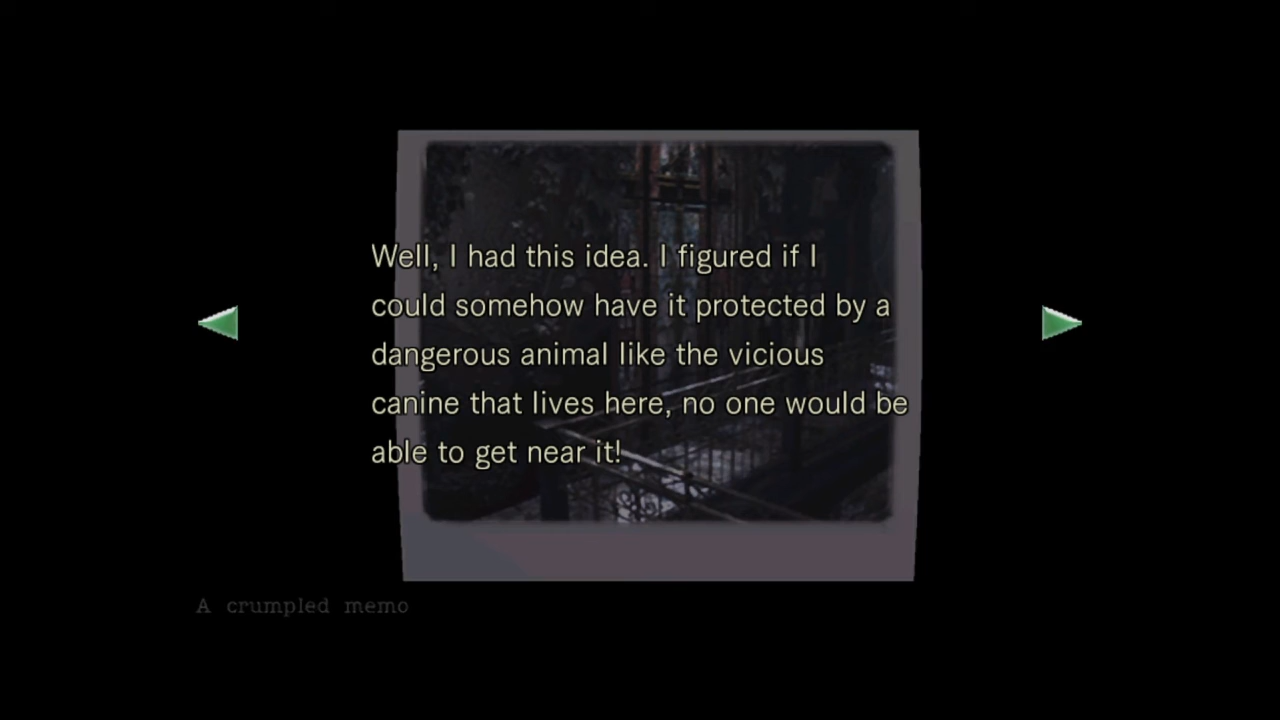 Well, I had this idea. I figured if I
could somehow have it protected by a
dangerous animal like the vicious
canine that lives here, no one would be
able to get near it!
A crumpled memo